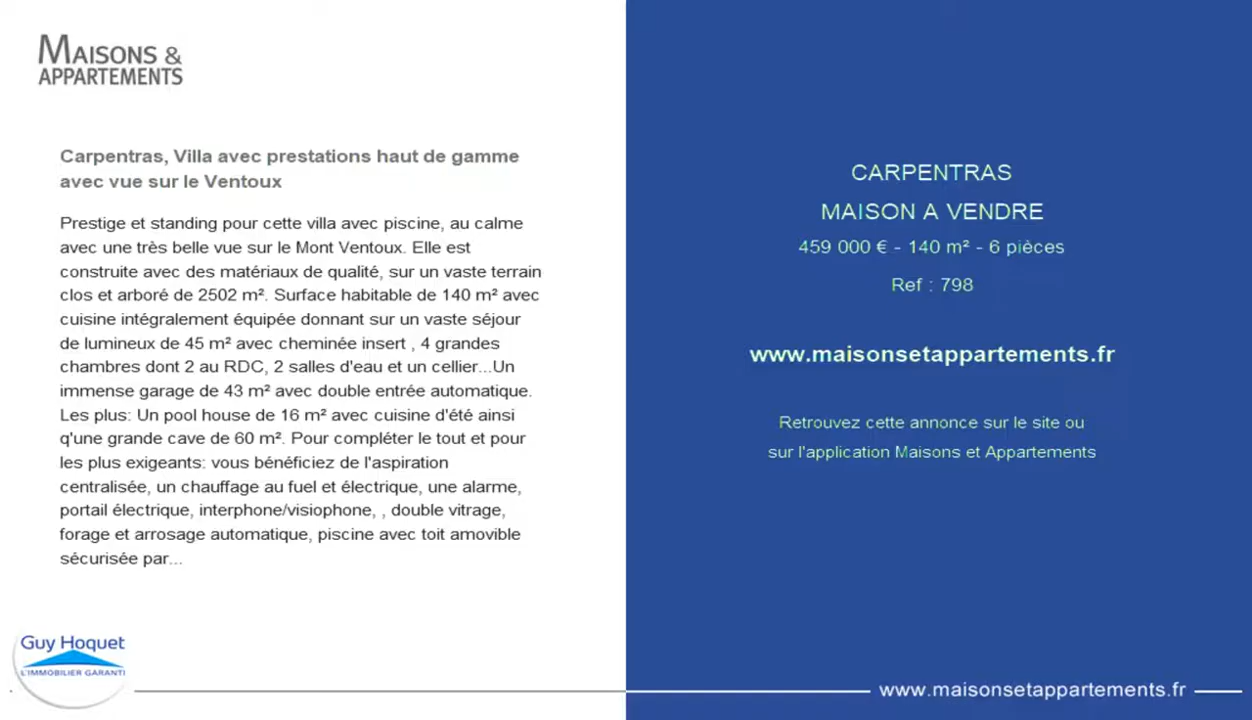 MAISONS &
APPARTEMENTS
Carpentras, Villa avec prestations haut de gamme
avec vue sur le Ventoux
Prestige et standing pour cette villa avec piscine, au calme
avec une très belle vue sur le Mont Ventoux. Elle est
construite avec des matériaux de qualité, sur un vaste terrain
clos et arboré de 2502 m². Surface habitable de 140 m² avec
cuisine intégralement équipée donnant sur un vaste séjour
de lumineux de 45 m² avec cheminée insert , 4 grandes
chambres dont 2 au RDC, 2 salles d'eau et un cellier...Un
immense garage de 43 m² avec double entrée automatique.
Les plus: Un pool house de 16 m² avec cuisine d'été ainsi
q'une grande cave de 60 m². Pour compléter le tout et pour
les plus exigeants: vous bénéficiez de l'aspiration
centralisée, un chauffage au fuel et électrique, une alarme,
portail électrique, interphone/visiophone, , double vitrage,
forage et arrosage automatique, piscine avec toit amovible
sécurisée par...
Guy Hoquet
L'IMMOBILIER GARANTI
CARPENTRAS
MAISON A VENDRE
459 000 € - 140 m² - 6 pièces
Ref : 798
www.maisonsetappartements.fr
Retrouvez cette annonce sur le site ou
sur l'application Maisons et Appartements
www.maisonsetappartements.fr